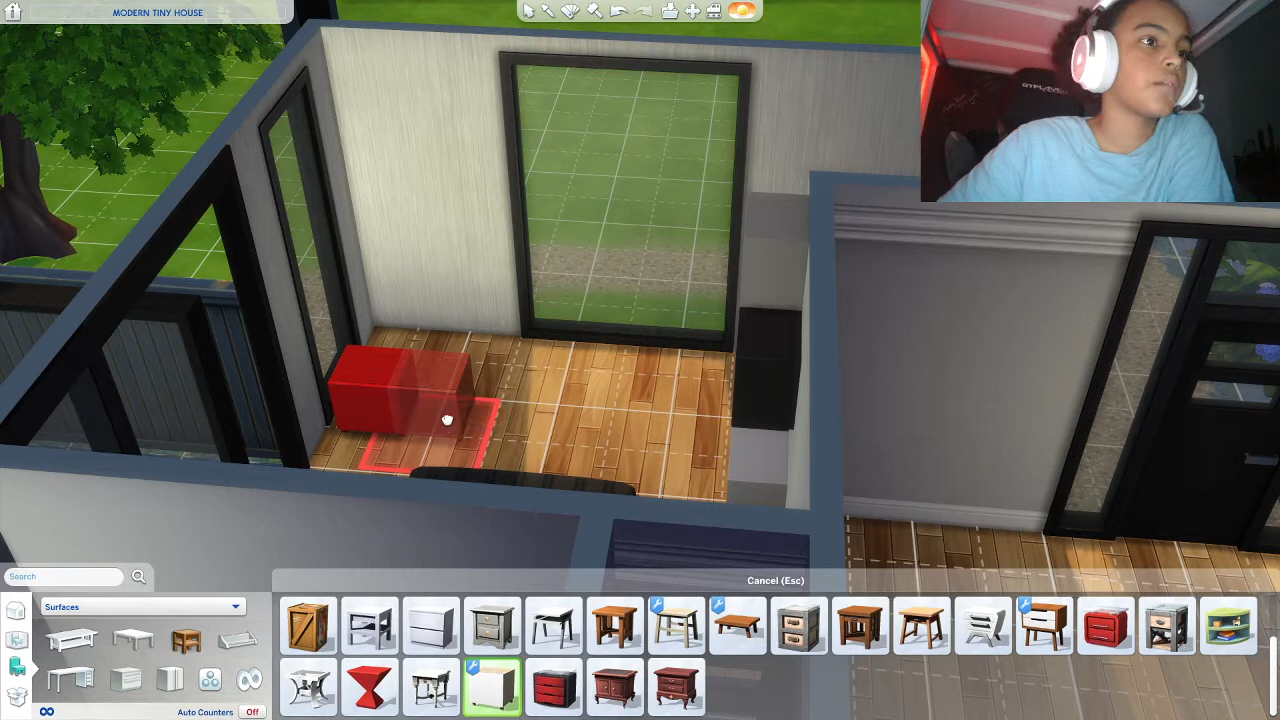 MODERN TINY HOUSE
Cancel (Esc)
Search
Surfaces
Auto Counters Off